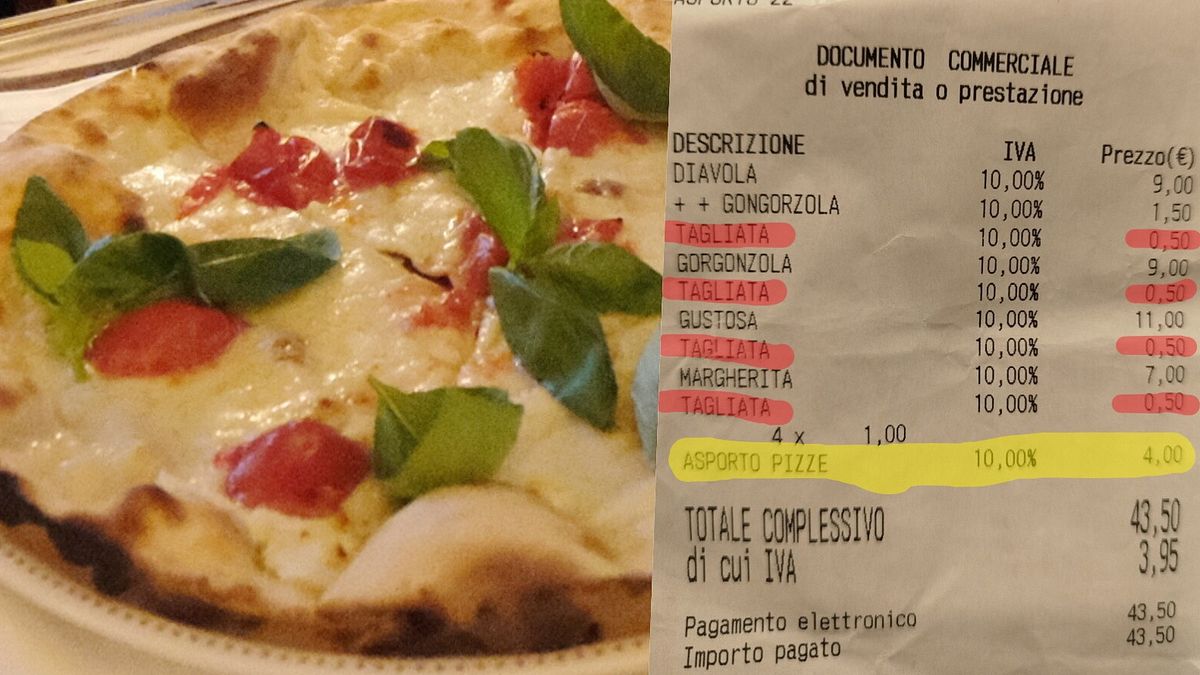 ASPORTO 22
DOCUMENTO COMMERCIALE
di vendita o prestazione
DESCRIZIONE IVA Prezzo(€)
DIAVOLA 10,00% 9,00
+ + GONGORZOLA 10,00% 1,50
TAGLIATA 10,00% 0,50
GORGONZOLA 10,00% 9,00
TAGLIATA 10,00% 0,50
GUSTOSA 10,00% 11,00
TAGLIATA 10,00% 0,50
MARGHERITA 10,00% 7,00
TAGLIATA 10,00% 0,50
4 x 1,00
ASPORTO PIZZE 10,00% 4,00
TOTALE COMPLESSIVO 43,50
di cui IVA 3,95
Pagamento elettronico 43,50
Importo pagato 43,50